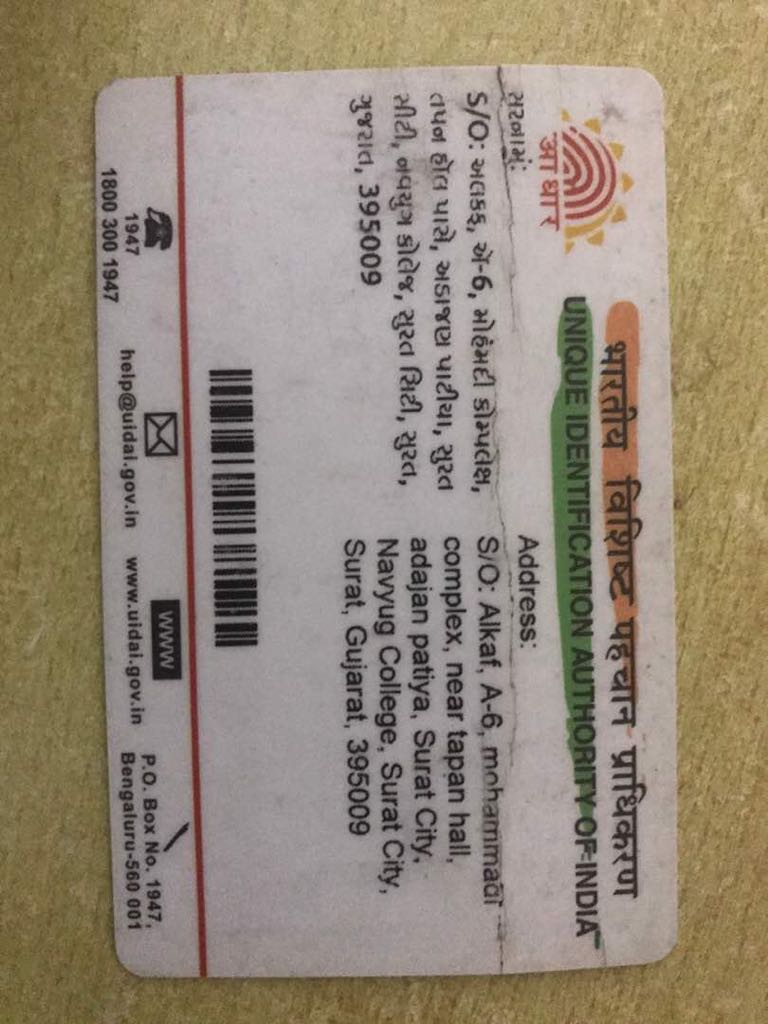 भारतीय विशिष्ट पहचान प्राधिकरण
UNIQUE IDENTIFICATION AUTHORITY OF INDIA
आधार
સરનામું:
S/O: અલકફ, એ-6, મોહંમદી કોમ્પલેક્ષ,
તપન હોલ પાસે, અડાજણ પાટીયા, સુરત
સીટી, નવયુગ કોલેજ, સુરત સિટી, સુરત,
ગુજરાત, 395009
Address:
S/O: Alkaf, A-6, mohammadi
complex, near tapan hall,
adajan patiya, Surat City,
Navyug College, Surat City,
Surat, Gujarat, 395009
1947
1800 300 1947
help@uidai.gov.in
www
www.uidai.gov.in
P.O. Box No. 1947,
Bengaluru-560 001